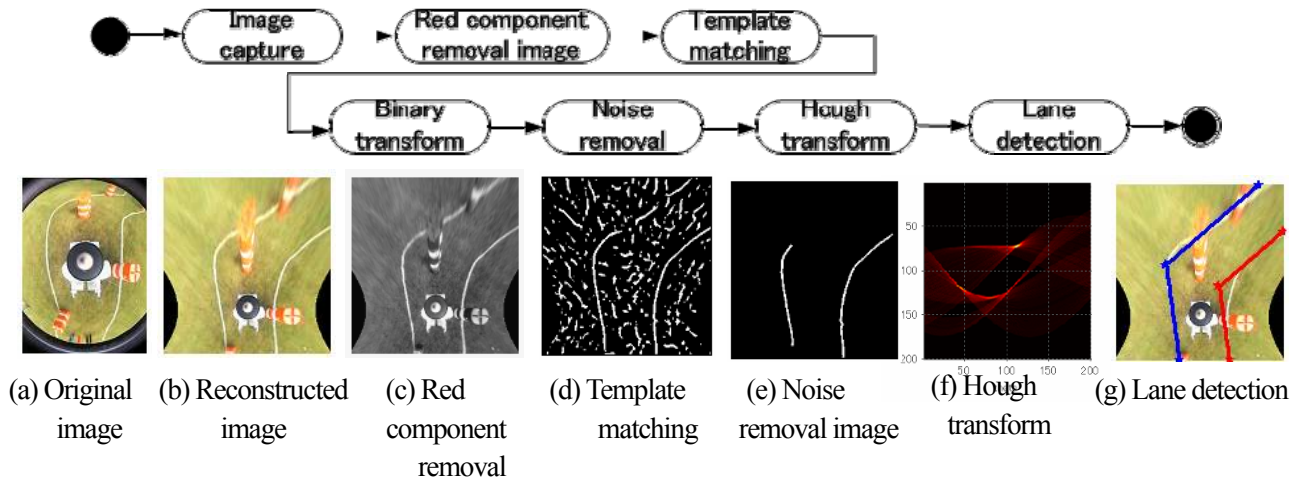 Image
capture
Red component
removal image
Template
matching
Binary
transform
Noise
removal
Hough
transform
Lane
detection
50
100
150
200
50
100
150
200
(a) Original
image
(b) Reconstructed
image
(c) Red
component
removal
(d) Template
matching
(e) Noise
removal image
(f) Hough
transform
(g) Lane detection